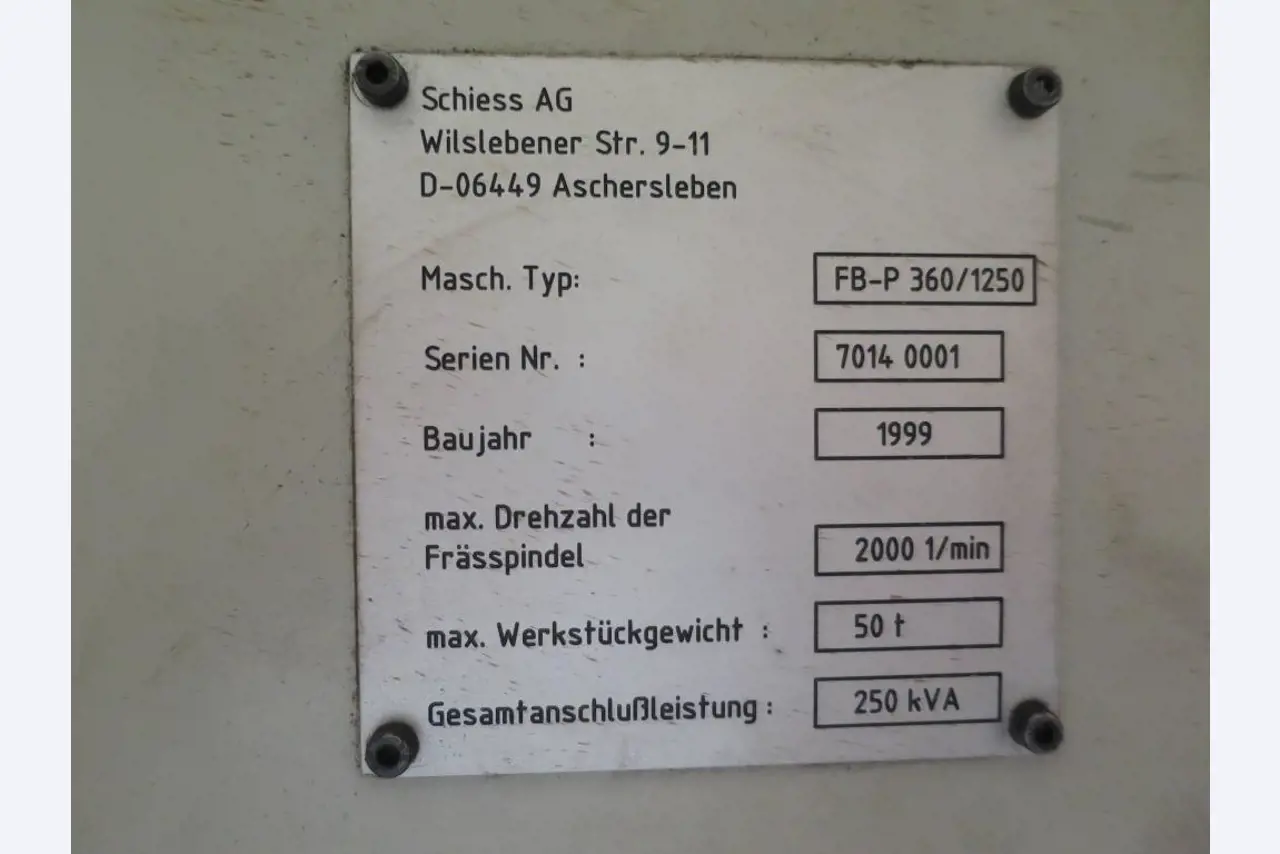 Schiess AG
Wilslebener Str. 9-11
D-06449 Aschersleben
Masch. Typ: FB-P 360/1250
Serien Nr. : 7014 0001
Baujahr : 1999
max. Drehzahl der
Frässpindel 2000 1/min
max. Werkstückgewicht : 50 t
Gesamtanschlußleistung : 250 kVA